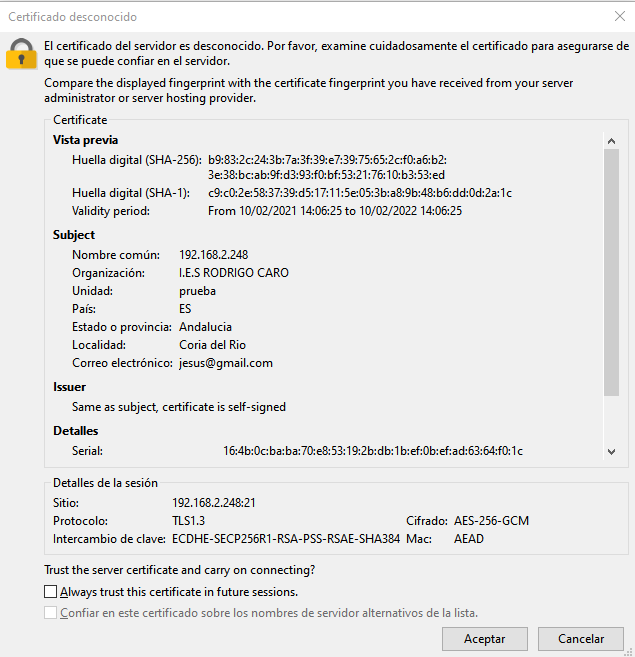 Certificado desconocido
El certificado del servidor es desconocido. Por favor, examine cuidadosamente el certificado para asegurarse de
que se puede confiar en el servidor.
Compare the displayed fingerprint with the certificate fingerprint you have received from your server
administrator or server hosting provider.
Certificate
Vista previa
Huella digital (SHA-256): b9:83:2c:24:3b:7a:3f:39:e7:39:75:65:2c:f0:a6:b2:
3e:38:bc:ab:9f:d3:93:f0:bf:53:21:76:10:b3:53:ed
Huella digital (SHA-1): c9:c0:2e:58:37:39:d5:17:11:5e:05:3b:a8:9b:48:b6:dd:0d:2a:1c
Validity period: From 10/02/2021 14:06:25 to 10/02/2022 14:06:25
Subject
Nombre común: 192.168.2.248
Organización: I.E.S RODRIGO CARO
Unidad: prueba
País: ES
Estado o provincia: Andalucia
Localidad: Coria del Rio
Correo electrónico: jesus@gmail.com
Issuer
Same as subject, certificate is self-signed
Detalles
Serial: 16:4b:0c:ba:ba:70:e8:53:19:2b:db:1b:ef:0b:ef:ad:63:64:f0:1c
Detalles de la sesión
Sitio: 192.168.2.248:21
Protocolo: TLS1.3 Cifrado: AES-256-GCM
Intercambio de clave: ECDHE-SECP256R1-RSA-PSS-RSAE-SHA384 Mac: AEAD
Trust the server certificate and carry on connecting?
Always trust this certificate in future sessions.
Confiar en este certificado sobre los nombres de servidor alternativos de la lista.
Aceptar Cancelar